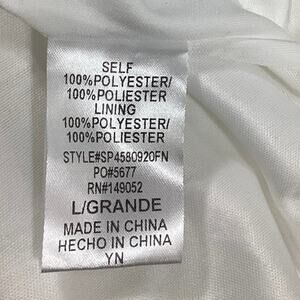 SELF
100%POLYESTER/
100%POLIESTER
LINING
100%POLYESTER/
100%POLIESTER
STYLE#SP4580920FN
PO#5677
RN#149052
L/GRANDE
MADE IN CHINA
HECHO IN CHINA
YN